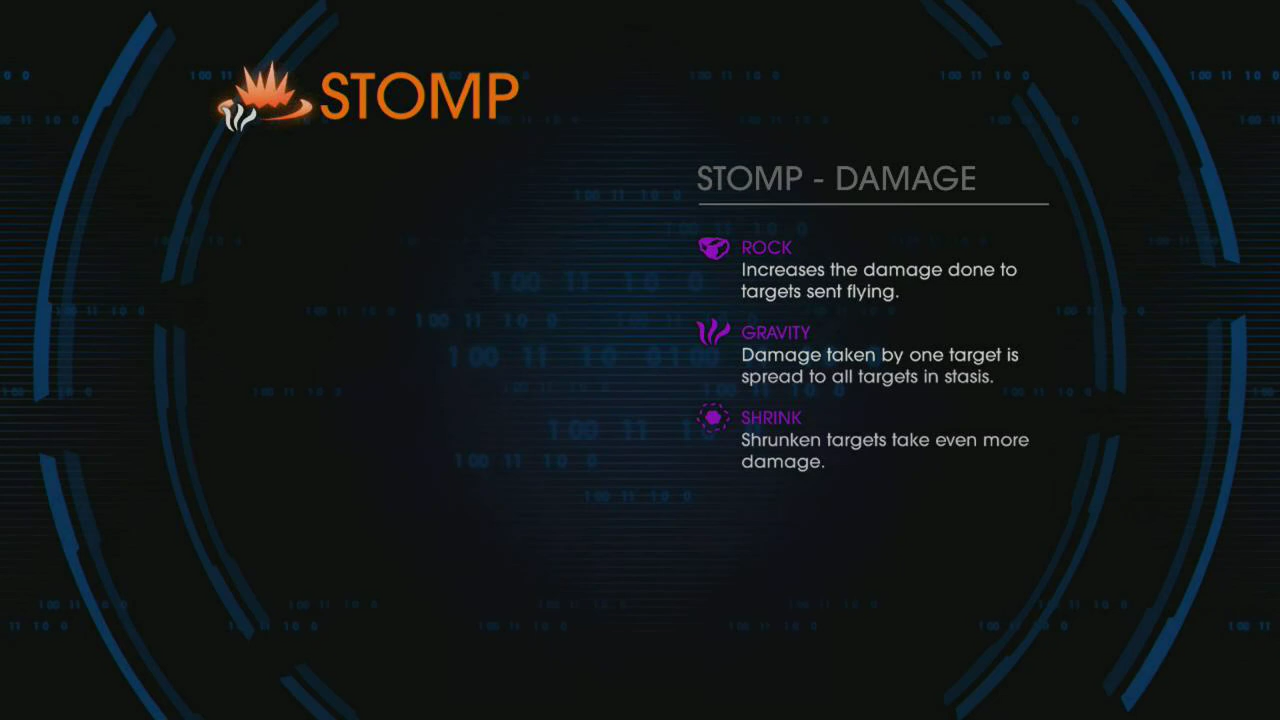 STOMP
STOMP - DAMAGE
ROCK
Increases the damage done to
targets sent flying.
GRAVITY
Damage taken by one target is
spread to all targets in stasis.
SHRINK
Shrunken targets take even more
damage.